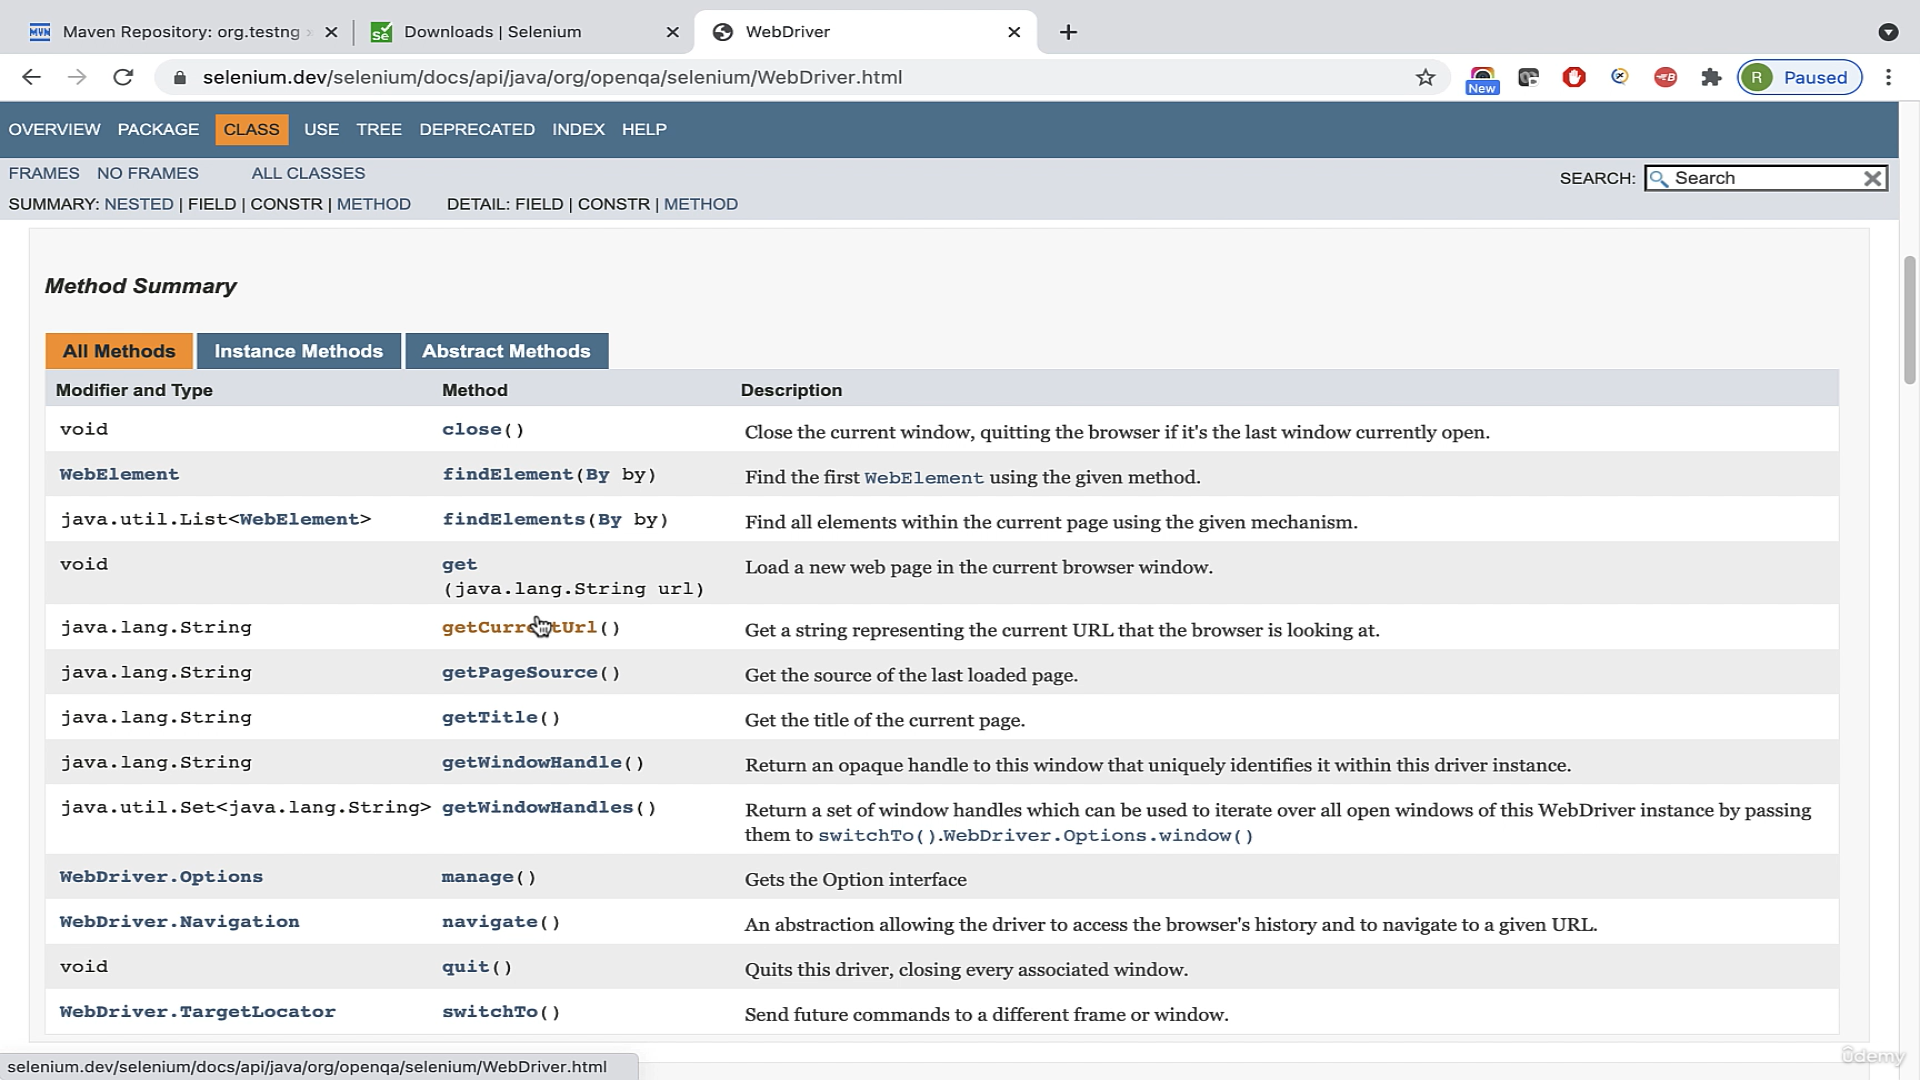 Maven Repository: org.testng
Downloads | Selenium
WebDriver
selenium.dev/selenium/docs/api/java/org/openqa/selenium/WebDriver.html
New
R Paused
OVERVIEW PACKAGE CLASS USE TREE DEPRECATED INDEX HELP
FRAMES NO FRAMES ALL CLASSES
SEARCH: Search
SUMMARY: NESTED | FIELD | CONSTR | METHOD DETAIL: FIELD | CONSTR | METHOD
Method Summary
All Methods Instance Methods Abstract Methods
Modifier and Type Method Description
void close() Close the current window, quitting the browser if it's the last window currently open.
WebElement findElement(By by) Find the first WebElement using the given method.
java.util.List<WebElement> findElements(By by) Find all elements within the current page using the given mechanism.
void get Load a new web page in the current browser window.
(java.lang.String url)
java.lang.String getCurrentUrl() Get a string representing the current URL that the browser is looking at.
java.lang.String getPageSource() Get the source of the last loaded page.
java.lang.String getTitle() Get the title of the current page.
java.lang.String getWindowHandle() Return an opaque handle to this window that uniquely identifies it within this driver instance.
java.util.Set<java.lang.String> getWindowHandles() Return a set of window handles which can be used to iterate over all open windows of this WebDriver instance by passing
them to switchTo().WebDriver.Options.window()
WebDriver.Options manage() Gets the Option interface
WebDriver.Navigation navigate() An abstraction allowing the driver to access the browser's history and to navigate to a given URL.
void quit() Quits this driver, closing every associated window.
WebDriver.TargetLocator switchTo() Send future commands to a different frame or window.
selenium.dev/selenium/docs/api/java/org/openqa/selenium/WebDriver.html
ûdemy